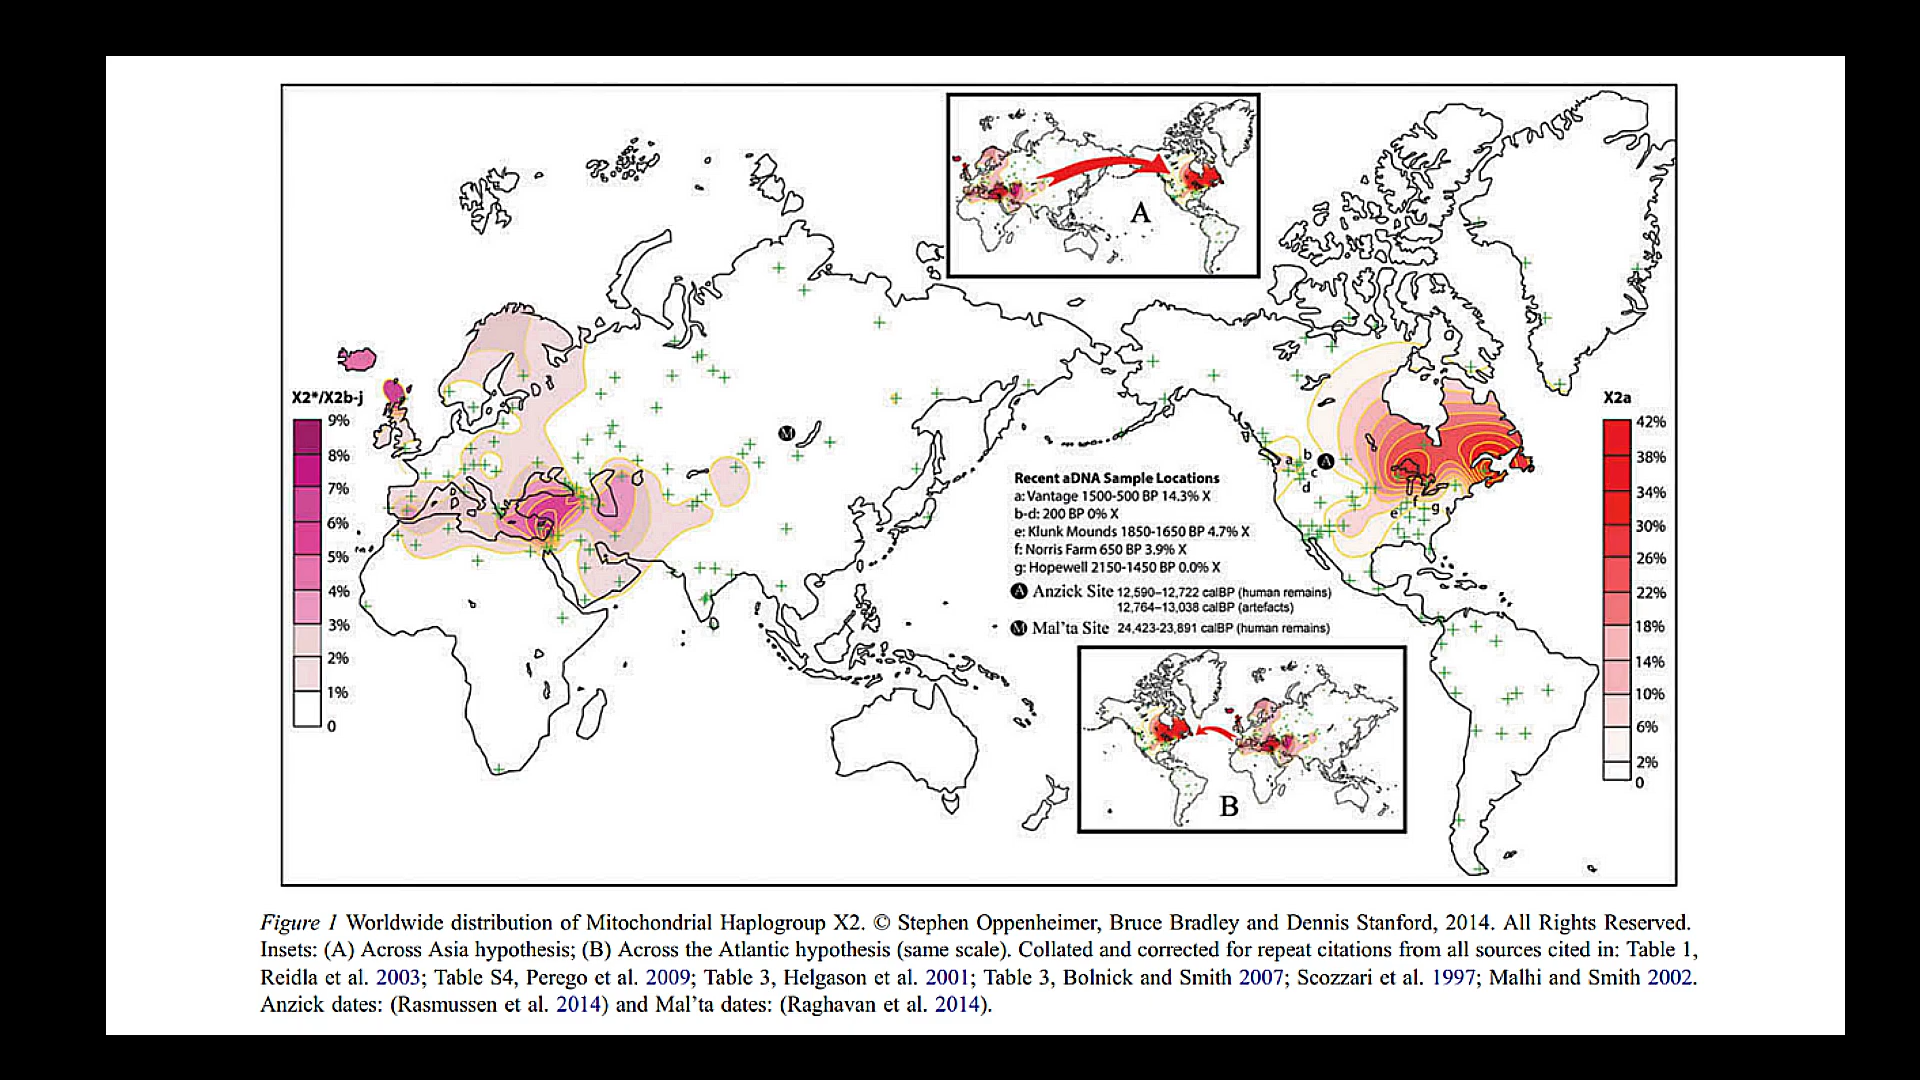 A
X2*/X2b-j
9%
8%
7%
6%
5%
4%
3%
2%
1%
0
M
a
b
A
c
d
e
f
g
X2a
42%
38%
34%
30%
26%
22%
18%
14%
10%
6%
2%
0
Recent aDNA Sample Locations
a: Vantage 1500-500 BP 14.3% X
b-d: 200 BP 0% X
e: Klunk Mounds 1850-1650 BP 4.7% X
f: Norris Farm 650 BP 3.9% X
g: Hopewell 2150-1450 BP 0.0% X
A Anzick Site 12,590–12,722 calBP (human remains)
12,764–13,038 calBP (artefacts)
M Mal'ta Site 24,423-23,891 calBP (human remains)
B
Figure 1 Worldwide distribution of Mitochondrial Haplogroup X2. © Stephen Oppenheimer, Bruce Bradley and Dennis Stanford, 2014. All Rights Reserved.
Insets: (A) Across Asia hypothesis; (B) Across the Atlantic hypothesis (same scale). Collated and corrected for repeat citations from all sources cited in: Table 1,
Reidla et al. 2003; Table S4, Perego et al. 2009; Table 3, Helgason et al. 2001; Table 3, Bolnick and Smith 2007; Scozzari et al. 1997; Malhi and Smith 2002.
Anzick dates: (Rasmussen et al. 2014) and Mal'ta dates: (Raghavan et al. 2014).